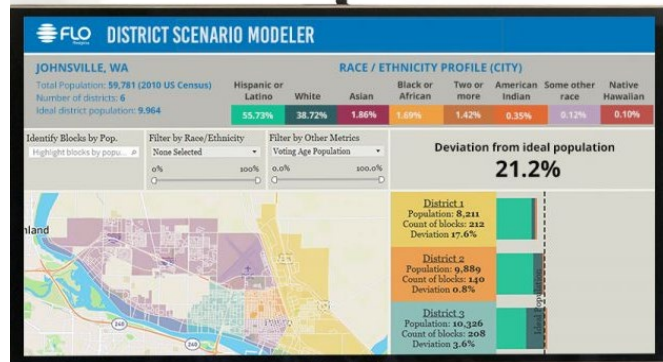 FLO DISTRICT SCENARIO MODELER
Analytics
JOHNSVILLE, WA
Total Population: 59,781 (2010 US Census)
Number of districts: 6
Ideal district population: 9.964
RACE / ETHNICITY PROFILE (CITY)
Hispanic or Latino
White
Asian
Black or African
Two or more
American Indian
Some other race
Native Hawaiian
55.73% 38.72% 1.86% 1.69% 1.42% 0.35% 0.12% 0.10%
Identify Blocks by Pop.
Highlight blocks by popu...
Filter by Race/Ethnicity
None Selected
0% 100%
Filter by Other Metrics
Voting Age Population
0.0% 100.0%
Deviation from ideal population
21.2%
hland
240
240
District 1
Population: 8,211
Count of blocks: 212
Deviation 17.6%
District 2
Population: 9,889
Count of blocks: 140
Deviation 0.8%
District 3
Population: 10,326
Count of blocks: 208
Deviation 3.6%
Ideal Population